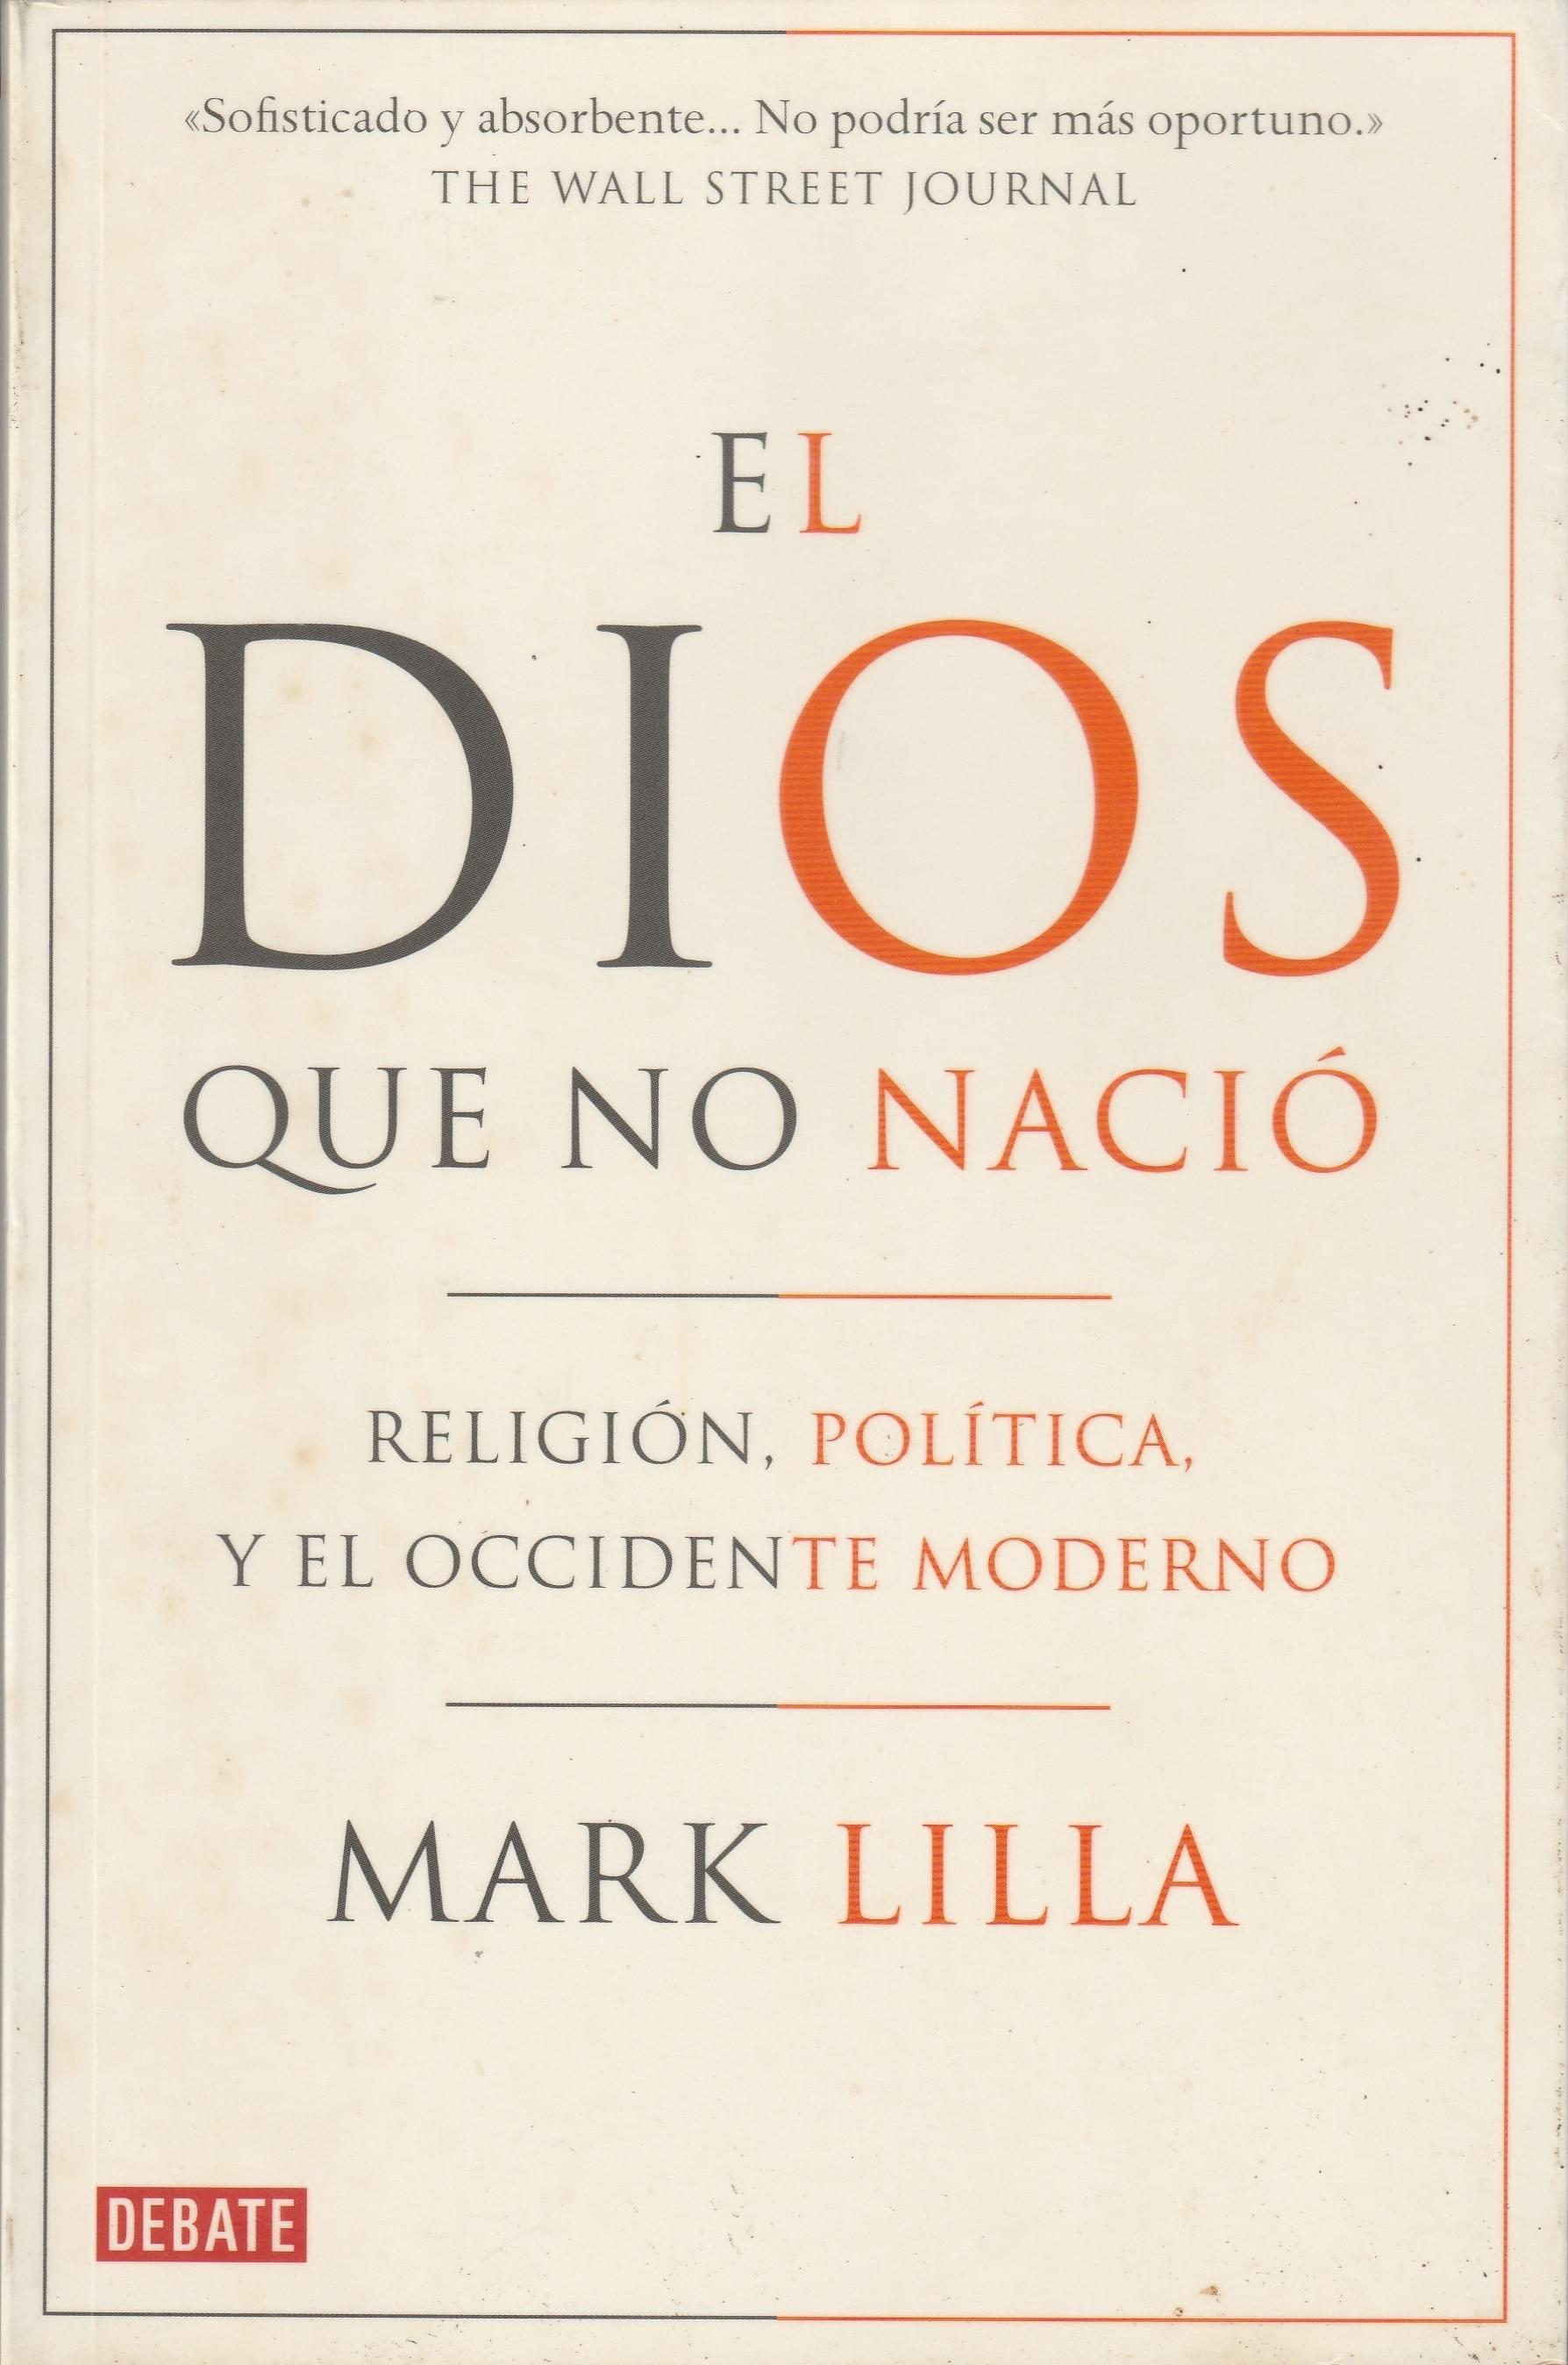 «Sofisticado y absorbente... No podría ser más oportuno.»
THE WALL STREET JOURNAL
EL
DIOS
QUE NO NACIÓ
RELIGIÓN, POLÍTICA,
Y EL OCCIDENTE MODERNO
MARK LILLA
DEBATE